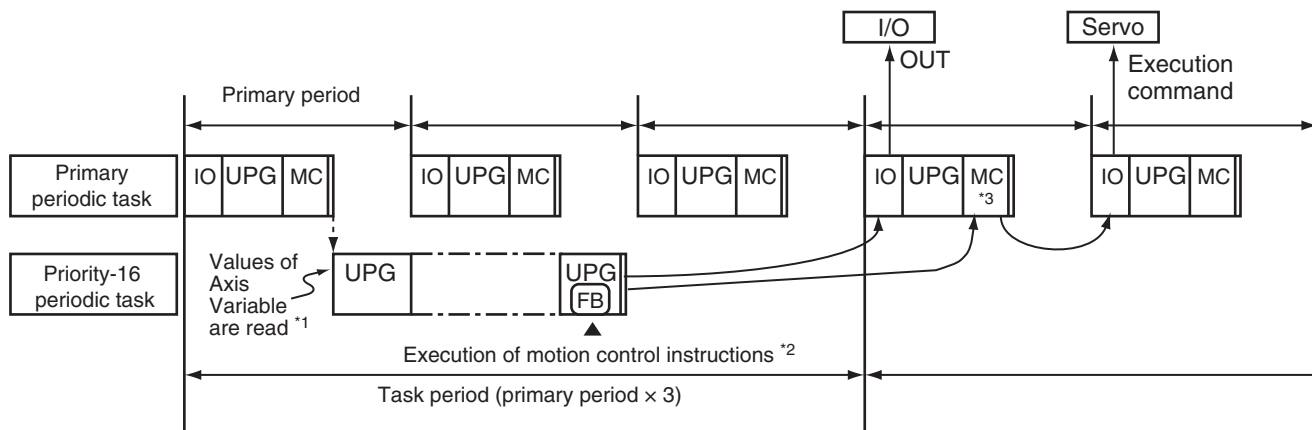 I/O
Servo
OUT
Execution
command
Primary period
Primary
periodic task
IO UPG MC
IO UPG MC
IO UPG MC
IO UPG MC
*3
IO UPG MC
Priority-16
periodic task
Values of
Axis
Variable
are read *1
UPG
UPG
FB
Execution of motion control instructions *2
Task period (primary period × 3)